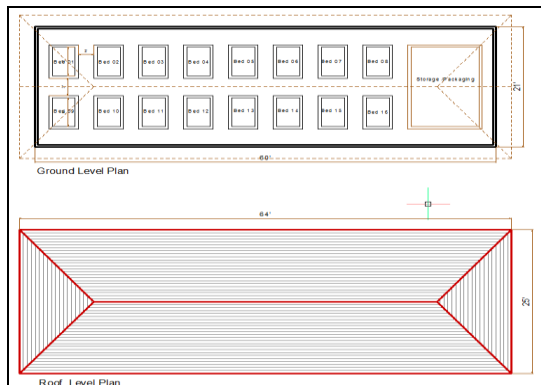 Bed 01 Bed 02 Bed 03 Bed 04 Bed 05 Bed 06 Bed 07 Bed 08 Storage /Packaging
21'
Bed 09 Bed 10 Bed 11 Bed 12 Bed 13 Bed 14 Bed 15 Bed 16
60'
Ground Level Plan
64'
25'
Roof Level Plan